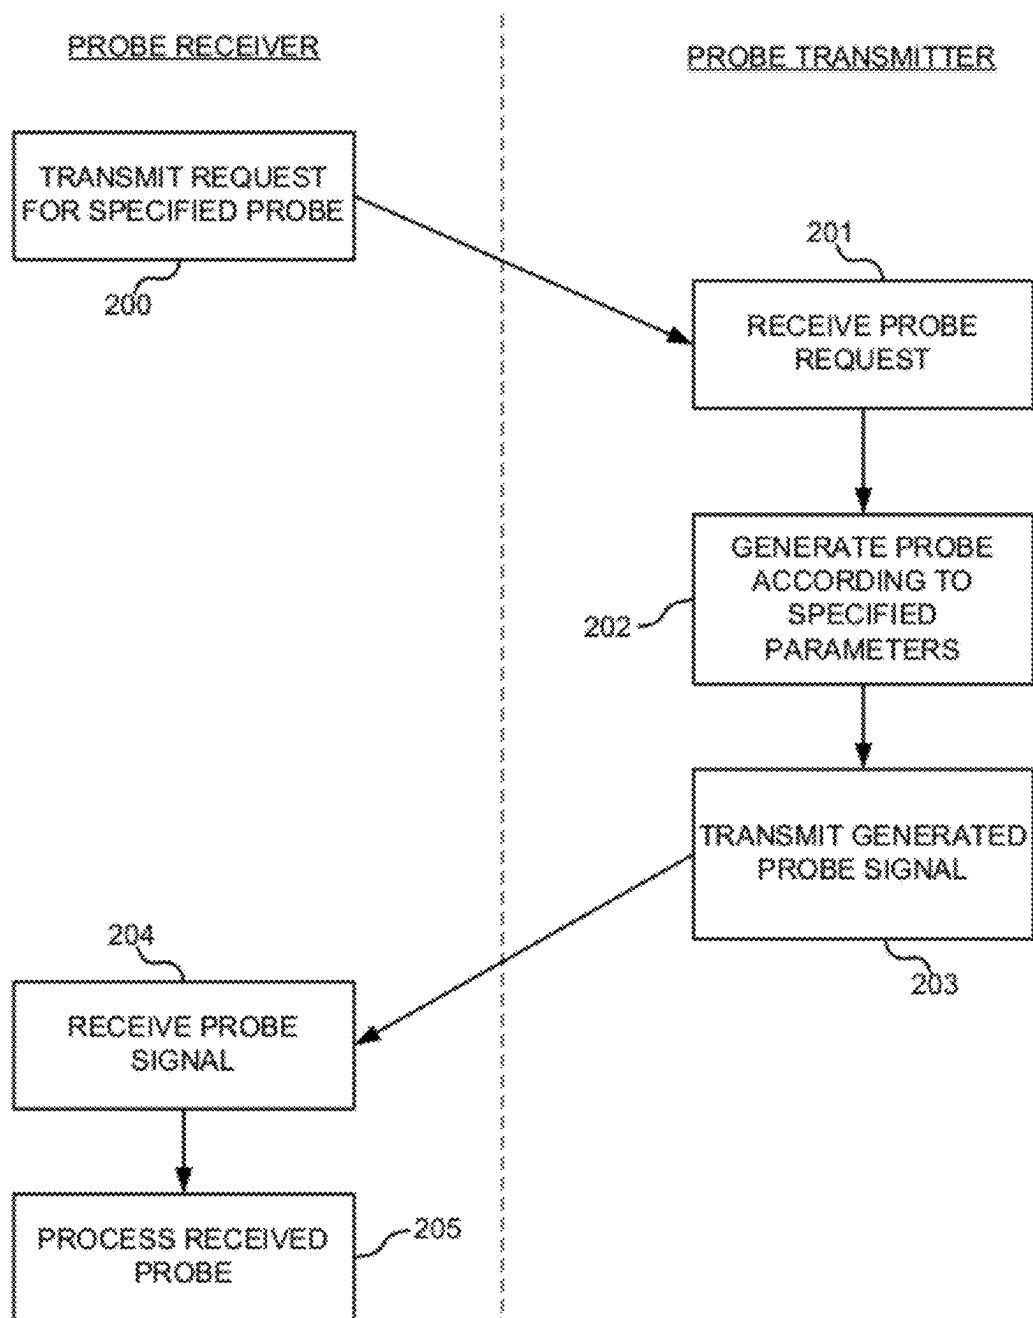 PROBE RECEIVER
PROBE TRANSMITTER
TRANSMIT REQUEST
FOR SPECIFIED PROBE
200
201
RECEIVE PROBE
REQUEST
GENERATE PROBE
ACCORDING TO
SPECIFIED
PARAMETERS
202
TRANSMIT GENERATED
PROBE SIGNAL
203
204
RECEIVE PROBE
SIGNAL
PROCESS RECEIVED
PROBE
205